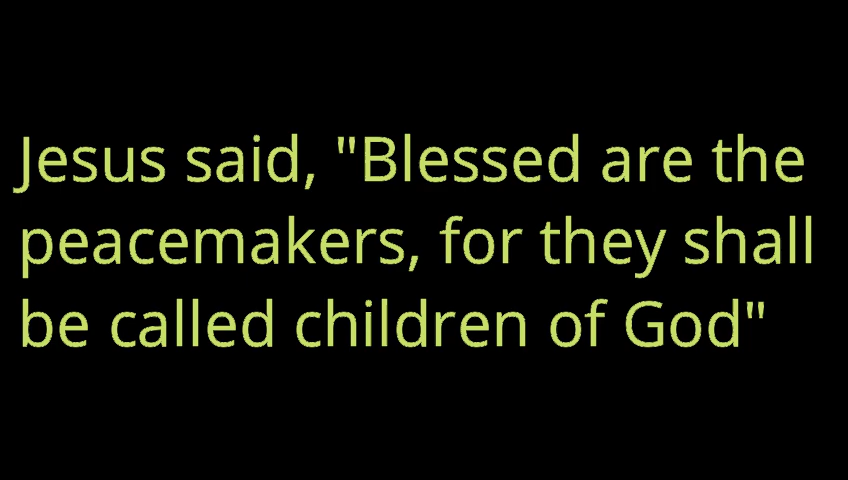 Jesus said, "Blessed are the
peacemakers, for they shall
be called children of God"